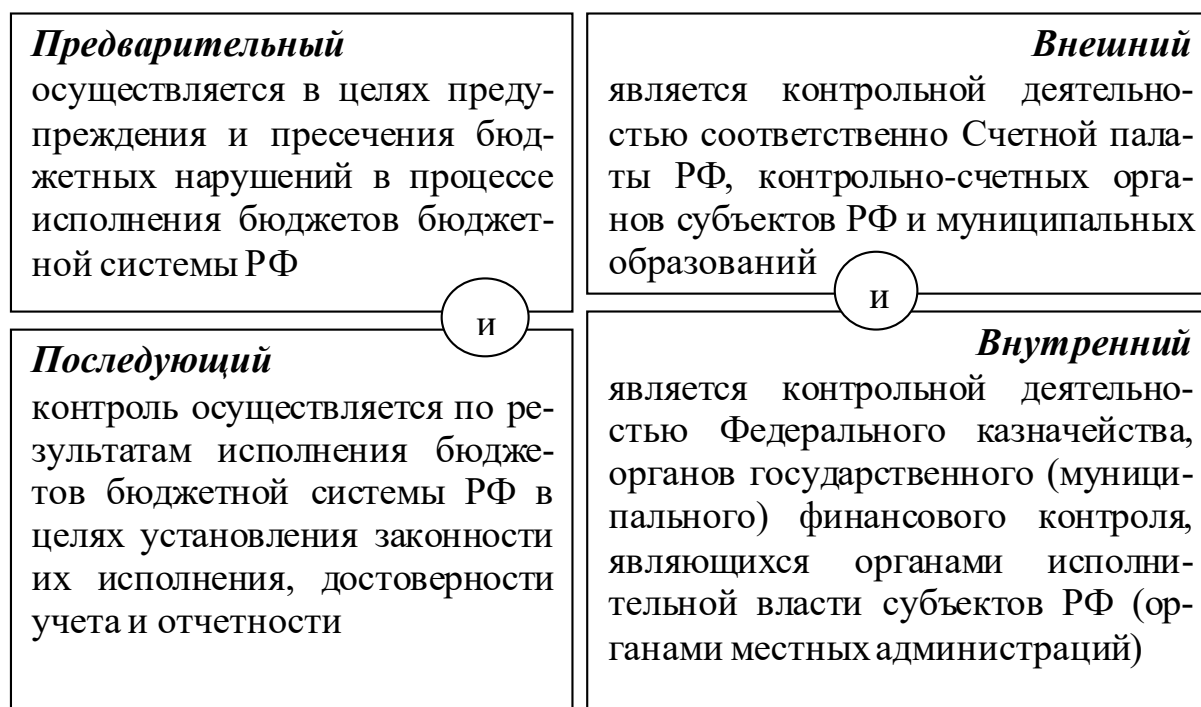 Предварительный
осуществляется в целях преду-
преждения и пресечения бюд-
жетных нарушений в процессе
исполнения бюджетов бюджет-
ной системы РФ
и
Последующий
контроль осуществляется по ре-
зультатам исполнения бюдже-
тов бюджетной системы РФ в
целях установления законности
их исполнения, достоверности
учета и отчетности
Внешний
является контрольной деятельно-
стью соответственно Счетной пала-
ты РФ, контрольно-счетных орга-
нов субъектов РФ и муниципальных
образований
и
Внутренний
является контрольной деятельно-
стью Федерального казначейства,
органов государственного (муници-
пального) финансового контроля,
являющихся органами исполни-
тельной власти субъектов РФ (ор-
ганами местных администраций)